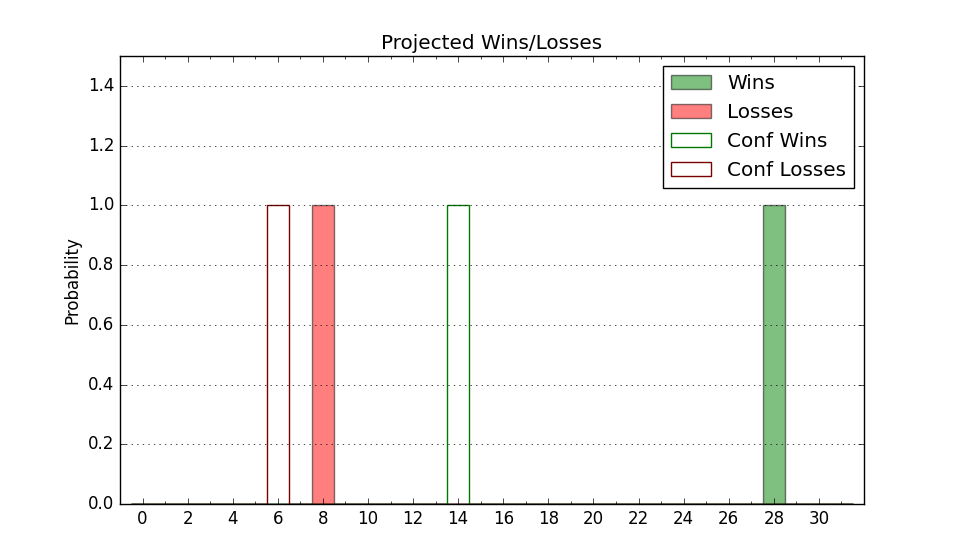 Projected Wins/Losses
Wins
Losses
Conf Wins
Conf Losses
Probability
1.4
1.2
1.0
0.8
0.6
0.4
0.2
0.0
0 2 4 6 8 10 12 14 16 18 20 22 24 26 28 30